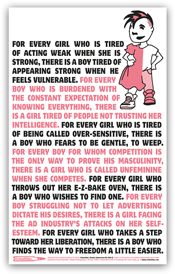 FOR EVERY GIRL WHO IS TIRED
OF ACTING WEAK WHEN SHE IS
STRONG, THERE IS A BOY TIRED OF
APPEARING STRONG WHEN HE
FEELS VULNERABLE. FOR EVERY
BOY WHO IS BURDENED WITH
THE CONSTANT EXPECTATION OF
KNOWING EVERYTHING, THERE
IS A GIRL TIRED OF PEOPLE NOT TRUSTING HER
INTELLIGENCE. FOR EVERY GIRL WHO IS TIRED
OF BEING CALLED OVER-SENSITIVE, THERE IS
A BOY WHO FEARS TO BE GENTLE, TO WEEP.
FOR EVERY BOY FOR WHOM COMPETITION IS
THE ONLY WAY TO PROVE HIS MASCULINITY,
THERE IS A GIRL WHO IS CALLED UNFEMININE
WHEN SHE COMPETES. FOR EVERY GIRL WHO
THROWS OUT HER E-Z-BAKE OVEN, THERE IS
A BOY WHO WISHES TO FIND ONE. FOR EVERY
BOY STRUGGLING NOT TO LET ADVERTISING
DICTATE HIS DESIRES, THERE IS A GIRL FACING
THE AD INDUSTRY'S ATTACKS ON HER SELF-
ESTEEM. FOR EVERY GIRL WHO TAKES A STEP
TOWARD HER LIBERATION, THERE IS A BOY WHO
FINDS THE WAY TO FREEDOM A LITTLE EASIER.